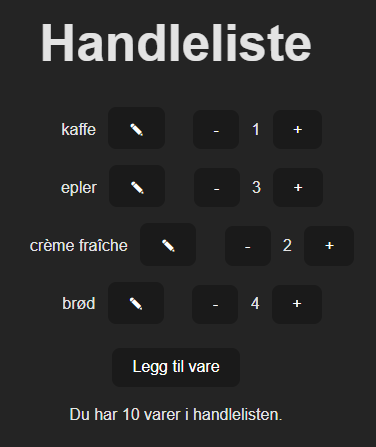 Handleliste
kaffe - 1 +
epler - 3 +
crème fraîche - 2 +
brød - 4 +
Legg til vare
Du har 10 varer i handlelisten.